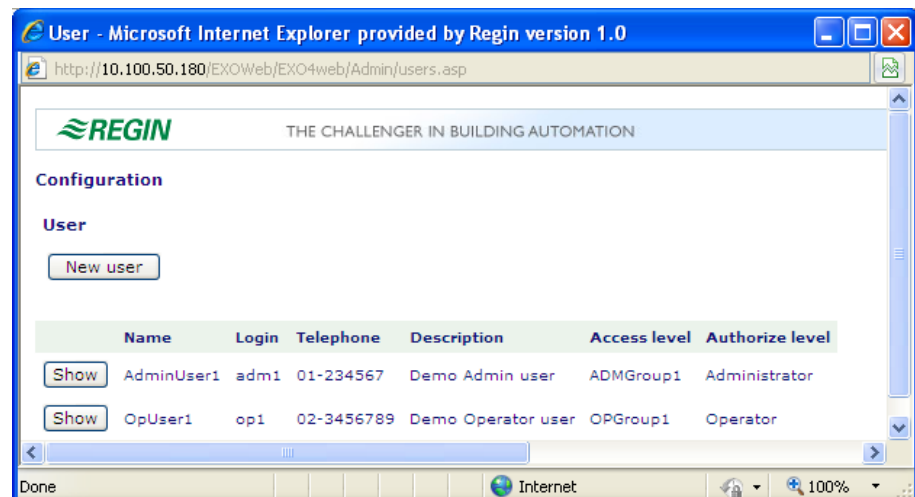 User - Microsoft Internet Explorer provided by Regin version 1.0
http://10.100.50.180/EXOWeb/EXO4web/Admin/users.asp
REGIN THE CHALLENGER IN BUILDING AUTOMATION
Configuration
User
New user
Name Login Telephone Description Access level Authorize level
Show AdminUser1 adm1 01-234567 Demo Admin user ADMGroup1 Administrator
Show OpUser1 op1 02-3456789 Demo Operator user OPGroup1 Operator
Done Internet 100%